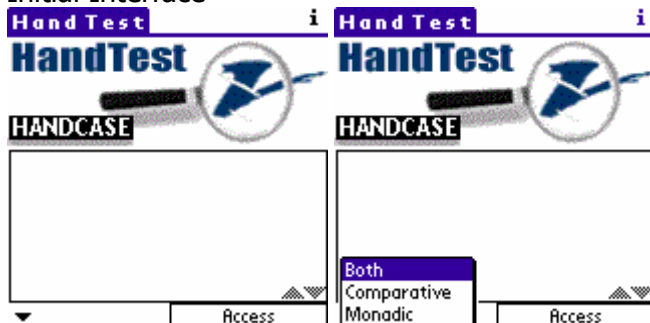 Initial Interface
Hand Test i
HandTest
HANDCASE
Access
Hand Test i
HandTest
HANDCASE
Both
Comparative
Monadic
Access